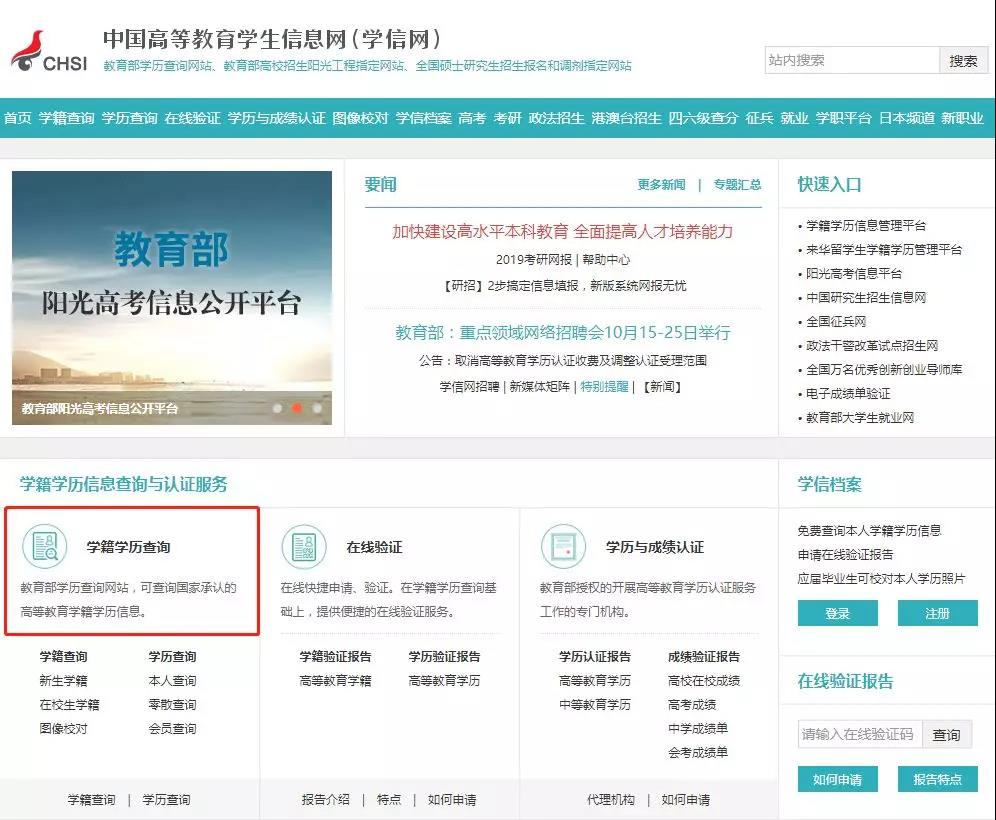 CHSI
中国高等教育学生信息网(学信网)
教育部学历查询网站、教育部高校招生阳光工程指定网站、全国硕士研究生招生报名和调剂指定网站
站内搜索 搜索
首页 学籍查询 学历查询 在线验证 学历与成绩认证 图像校对 学信档案 高考 考研 政法招生 港澳台招生 四六级查分 征兵 就业 学职平台 日本频道 新职业
教育部
阳光高考信息公开平台
教育部阳光高考信息公开平台
要闻 更多新闻 | 专题汇总
加快建设高水平本科教育 全面提高人才培养能力
2019考研网报 | 帮助中心
【研招】2步搞定信息填报，新版系统网报无忧
教育部：重点领域网络招聘会10月15-25日举行
公告：取消高等教育学历认证收费及调整认证受理范围
学信网招聘 | 新媒体矩阵 | 特别提醒 | 【新闻】
快速入口
• 学籍学历信息管理平台
• 来华留学生学籍学历管理平台
• 阳光高考信息平台
• 中国研究生招生信息网
• 全国征兵网
• 政法干警改革试点招生网
• 全国万名优秀创新创业导师库
• 电子成绩单验证
• 教育部大学生就业网
学籍学历信息查询与认证服务
学籍学历查询
教育部学历查询网站，可查询国家承认的
高等教育学籍学历信息。
学籍查询 学历查询
新生学籍 本人查询
在校生学籍 零散查询
图像校对 会员查询
学籍查询 | 学历查询
在线验证
在线快捷申请、验证。在学籍学历查询基
础上，提供便捷的在线验证服务。
学籍验证报告 学历验证报告
高等教育学籍 高等教育学历
报告介绍 | 特点 | 如何申请
学历与成绩认证
教育部授权的开展高等教育学历认证服务
工作的专门机构。
学历认证报告 成绩验证报告
高等教育学历 高校在校成绩
中等教育学历 高考成绩
中学成绩单
会考成绩单
代理机构 | 如何申请
学信档案
免费查询本人学籍学历信息
申请在线验证报告
应届毕业生可校对本人学历照片
登录 注册
在线验证报告
请输入在线验证码 查询
如何申请 报告特点